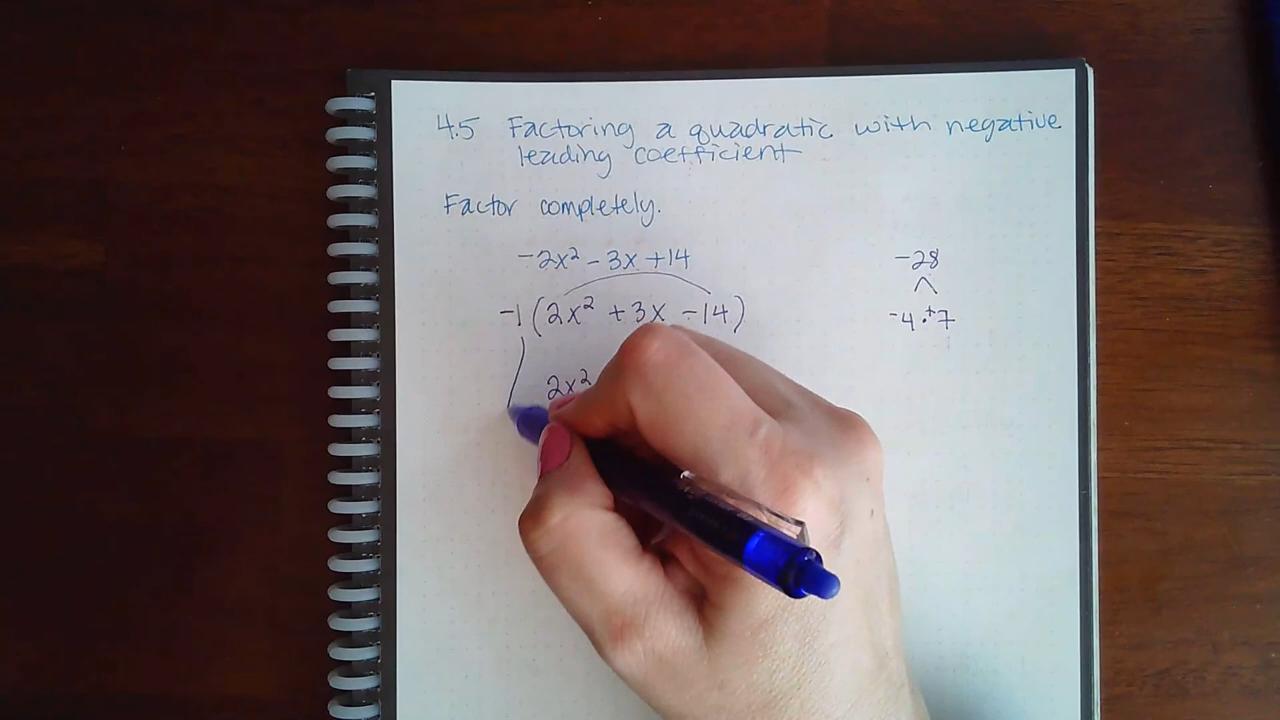 4.5 Factoring a quadratic with negative
leading coefficient
Factor completely.
-2x² - 3x + 14
-28
-1(2x² + 3x - 14)
-4 · +7
2x²